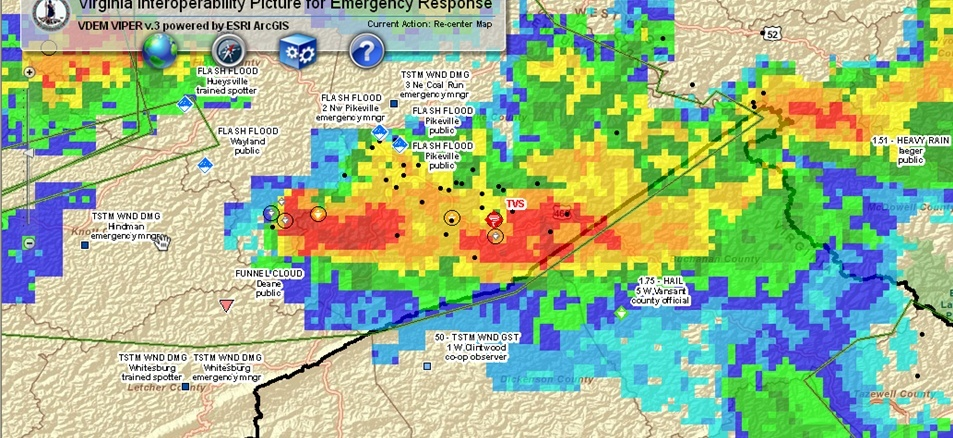 Virginia Interoperability Picture for Emergency Response
VDEM VIPER v.3 powered by ESRI ArcGIS
Current Action: Re-center Map
WES
52
?
FLASH FLOOD
Hueysville
trained spotter
TSTM WND DMG
3 Ne Coal Run
emergency mngr
FLASH FLOOD
2 Nw Pikeville
emergency mngr
FLASH FLOOD
Pikeville
public
FLASH FLOOD
Wayland
public
FLASH FLOOD
Pikeville
public
1.51 - HEAVY RAIN
Iaeger
public
TVS
460
TSTM WND DMG
Hindman
emergency mngr
McDowell County
Buchanan County
FUNNEL CLOUD
Deane
public
1.75 - HAIL
5 W Vansant
county official
50 - TSTM WND GST
1 W Clintwood
co-op observer
TSTM WND DMG
Whitesburg
trained spotter
TSTM WND DMG
Whitesburg
emergency mngr
Letcher County
Dickenson County
Tazewell County